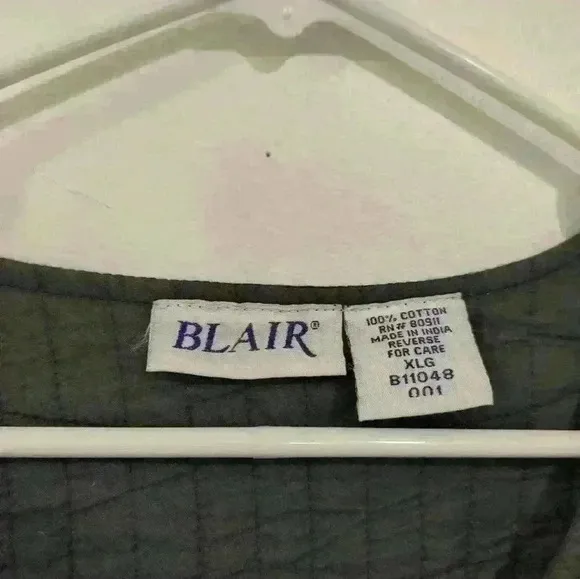 BLAIR®
100% COTTON
RN# 80911
MADE IN INDIA
REVERSE
FOR CARE
XLG
B11048
001